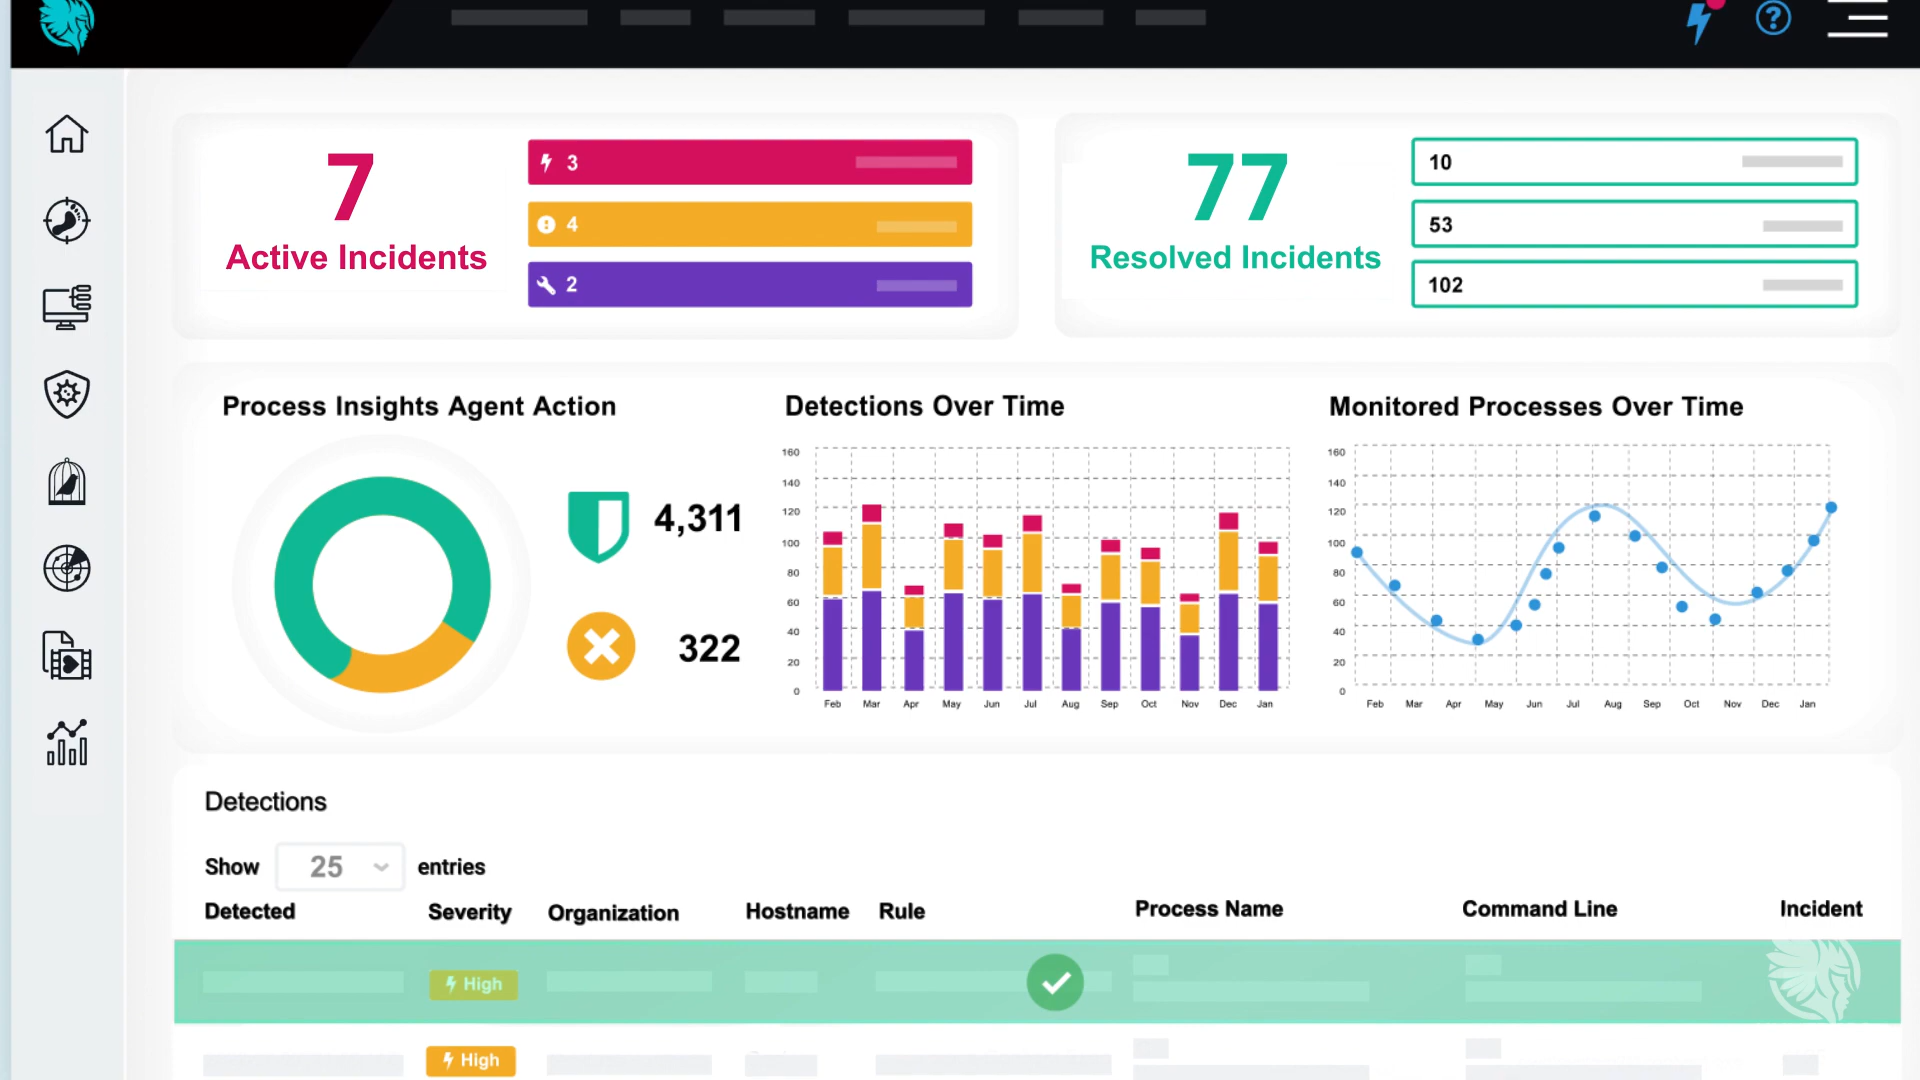 ?
7
Active Incidents
3
4
2
77
Resolved Incidents
10
53
102
Process Insights Agent Action
4,311
322
Detections Over Time
160
140
120
100
80
60
40
20
0
Feb Mar Apr May Jun Jul Aug Sep Oct Nov Dec Jan
Monitored Processes Over Time
160
140
120
100
80
60
40
20
0
Feb Mar Apr May Jun Jul Aug Sep Oct Nov Dec Jan
Detections
Show 25 entries
Detected Severity Organization Hostname Rule Process Name Command Line Incident
High
High